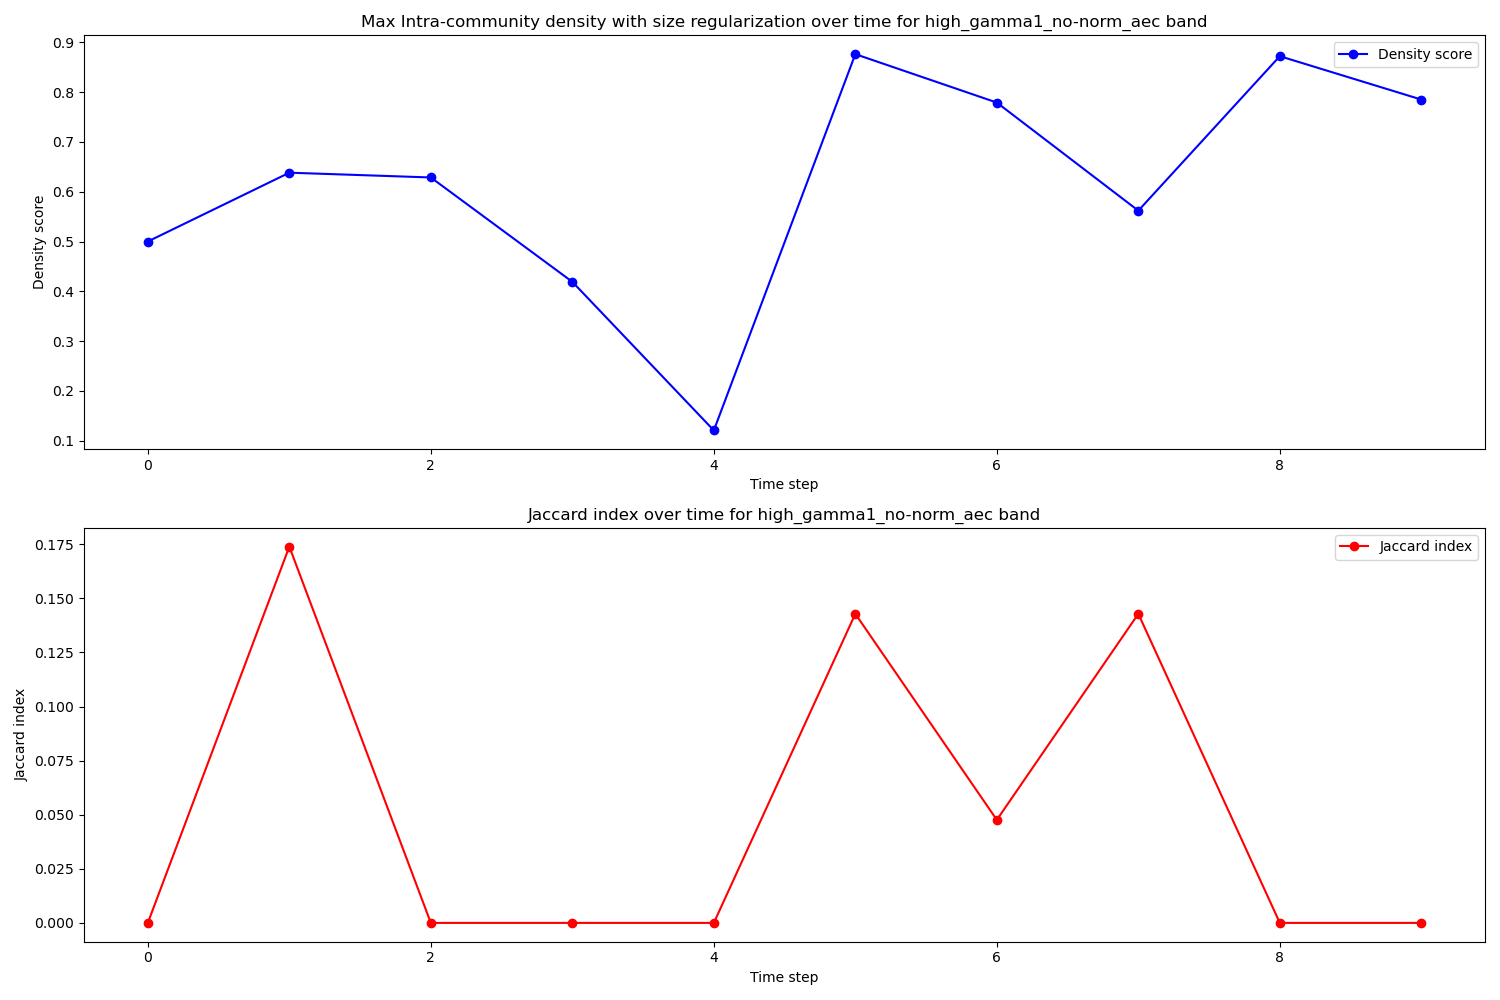 Max Intra-community density with size regularization over time for high_gamma1_no-norm_aec band
Density score
0.9
0.8
0.7
0.6
0.5
0.4
0.3
0.2
0.1
Density score
0 2 4 6 8
Time step
Jaccard index over time for high_gamma1_no-norm_aec band
Jaccard index
0.175
0.150
0.125
0.100
0.075
0.050
0.025
0.000
Jaccard index
0 2 4 6 8
Time step